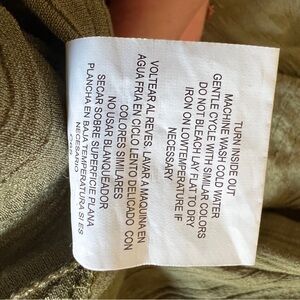 TURN INSIDE OUT
MACHINE WASH COLD WATER
GENTLE CYCLE WITH SIMILAR COLORS
DO NOT BLEACH LAY FLAT TO DRY
IRON ON LOWTEMPERATURE IF
NECESSARY
VOLTEAR AL REVES. LAVAR A MAQUINA EN
AGUA FRIA EN CICLO LENTO DELICADO CON
COLORES SIMILARES
NO USAR BLANQUEADOR
SECAR SOBRE SUPERFICIE PLANA
PLANCHA EN BAJA TEMPERATURA SI ES
NECESARIO